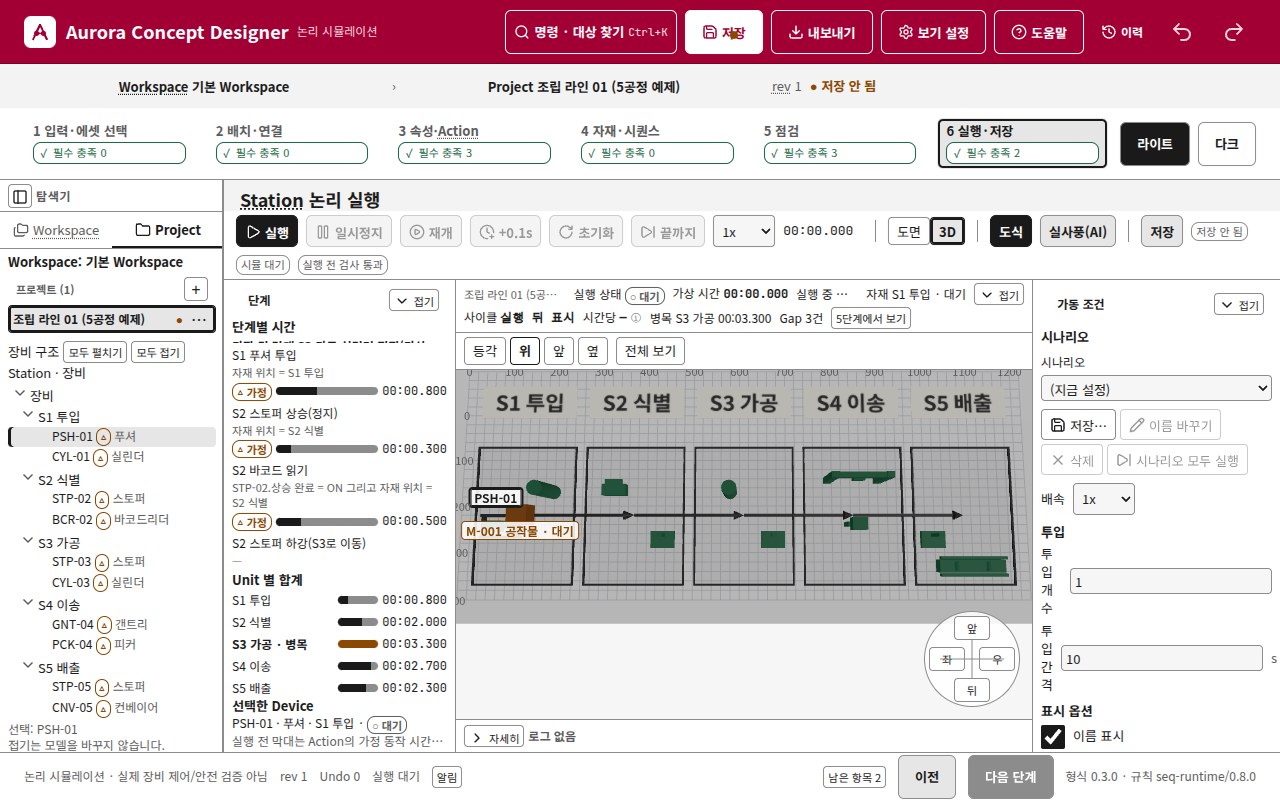 Aurora Concept Designer 논리 시뮬레이션
명령 · 대상 찾기 Ctrl+K
저장
내보내기
보기 설정
도움말
이력
Workspace 기본 Workspace › Project 조립 라인 01 (5공정 예제) rev 1 ● 저장 안 됨
1 입력·에셋 선택
✓ 필수 충족 0
2 배치·연결
✓ 필수 충족 0
3 속성·Action
✓ 필수 충족 3
4 자재·시퀀스
✓ 필수 충족 0
5 점검
✓ 필수 충족 3
6 실행·저장
✓ 필수 충족 2
라이트
다크
탐색기
Workspace
Project
Workspace: 기본 Workspace
프로젝트 (1)
+
조립 라인 01 (5공정 예제) ● ···
장비 구조 모두 펼치기 모두 접기
Station · 장비
장비
S1 투입
PSH-01 푸셔
CYL-01 실린더
S2 식별
STP-02 스토퍼
BCR-02 바코드리더
S3 가공
STP-03 스토퍼
CYL-03 실린더
S4 이송
GNT-04 갠트리
PCK-04 피커
S5 배출
STP-05 스토퍼
CNV-05 컨베이어
선택: PSH-01
접기는 모델을 바꾸지 않습니다.
Station 논리 실행
실행
일시정지
재개
+0.1s
초기화
끝까지
1x
00:00.000
도면
3D
도식
실사풍(AI)
저장
저장 안 됨
시뮬 대기
실행 전 검사 통과
단계
접기
단계별 시간
S1 푸셔 투입
자재 위치 = S1 투입
가정 00:00.800
S2 스토퍼 상승(정지)
자재 위치 = S2 식별
가정 00:00.300
S2 바코드 읽기
STP-02.상승 완료 = ON 그리고 자재 위치 =
S2 식별
가정 00:00.500
S2 스토퍼 하강(S3로 이동)
—
Unit 별 합계
S1 투입 00:00.800
S2 식별 00:02.000
S3 가공 · 병목 00:03.300
S4 이송 00:02.700
S5 배출 00:02.300
선택한 Device
PSH-01 · 푸셔 · S1 투입 · ○ 대기
실행 전 막대는 Action의 가정 동작 시간···
조립 라인 01 (5공··· 실행 상태 ○ 대기 가상 시간 00:00.000 실행 중 ··· 자재 S1 투입 · 대기
접기
사이클 실행 뒤 표시 시간당 – ⓘ 병목 S3 가공 00:03.300 Gap 3건 5단계에서 보기
등각
위
앞
옆
전체 보기
0 100 200 300 400 500 600 700 800 900 1000 1100 1200
S1 투입
S2 식별
S3 가공
S4 이송
S5 배출
0
100
PSH-01
M-001 공작물 · 대기
앞
좌
우
뒤
자세히
로그 없음
가동 조건
접기
시나리오
시나리오
(지금 설정)
저장···
이름 바꾸기
삭제
시나리오 모두 실행
배속 1x
투입
투입 개수 1
투입 간격 10 s
표시 옵션
이름 표시
논리 시뮬레이션 · 실제 장비 제어/안전 검증 아님 rev 1 Undo 0 실행 대기 알림
남은 항목 2
이전
다음 단계
형식 0.3.0 · 규칙 seq-runtime/0.8.0